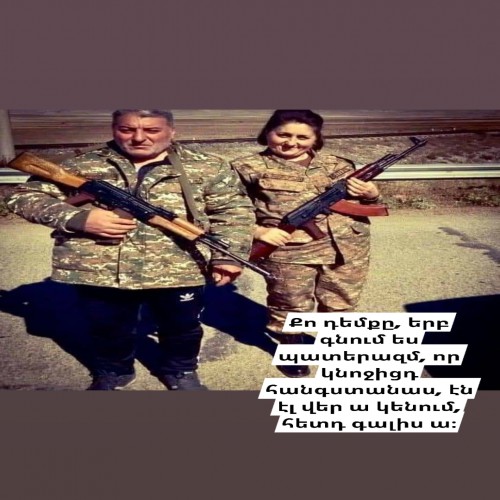 Քո դեմքը, երբ
գնում ես
պատերազմ, որ
կնոջիցդ
հանգստանաս, էն
էլ վեր ա կենում,
հետդ գալիս ա: